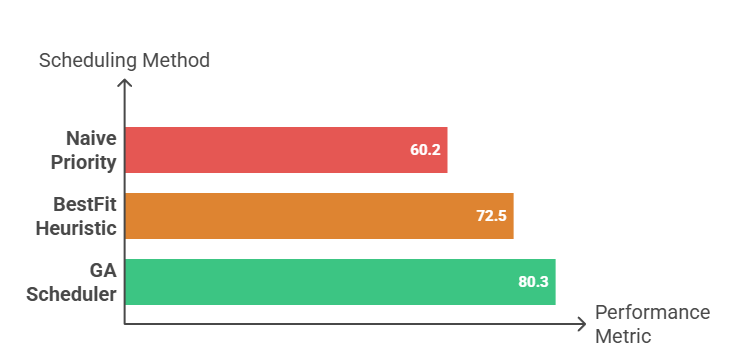 Scheduling Method
Naive
Priority
60.2
BestFit
Heuristic
72.5
GA
Scheduler
80.3
Performance
Metric